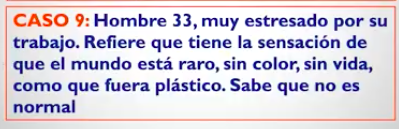 CASO 9: Hombre 33, muy estresado por su
trabajo. Refiere que tiene la sensación de
que el mundo está raro, sin color, sin vida,
como que fuera plástico. Sabe que no es
normal